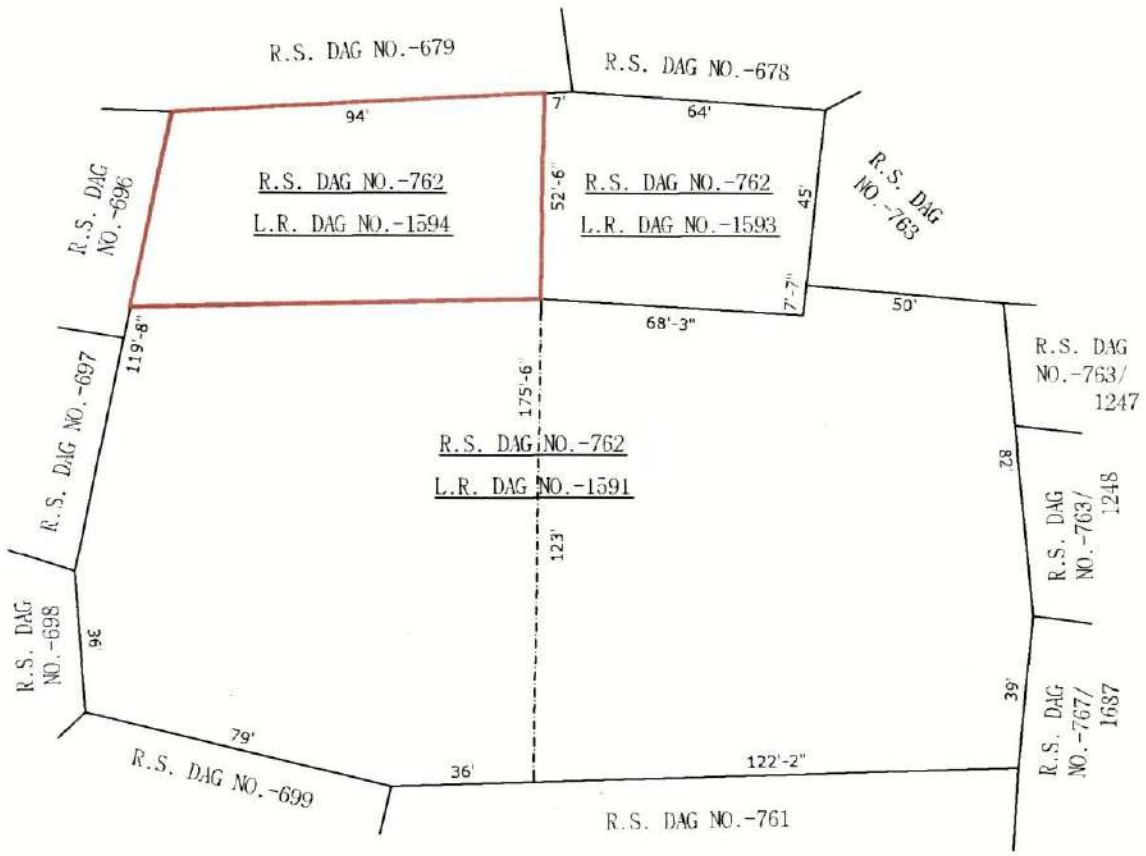 R.S. DAG NO.-679
R.S. DAG NO.-678
94'
7'
64'
R.S. DAG
NO.-696
R.S. DAG NO.-762
L.R. DAG NO.-1594
52'-6"
R.S. DAG NO.-762
L.R. DAG NO.-1593
45'
R.S. DAG
NO.-763
7'-7"
68'-3"
50'
119'-8"
R.S. DAG NO.-697
175'-6"
R.S. DAG
NO.-763/
1247
R.S. DAG NO.-762
L.R. DAG NO.-1591
82'
R.S. DAG
NO.-763/
1248
123'
R.S. DAG
NO.-698
36'
39'
R.S. DAG
NO.-767/
1687
79'
R.S. DAG NO.-699
36'
122'-2"
R.S. DAG NO.-761